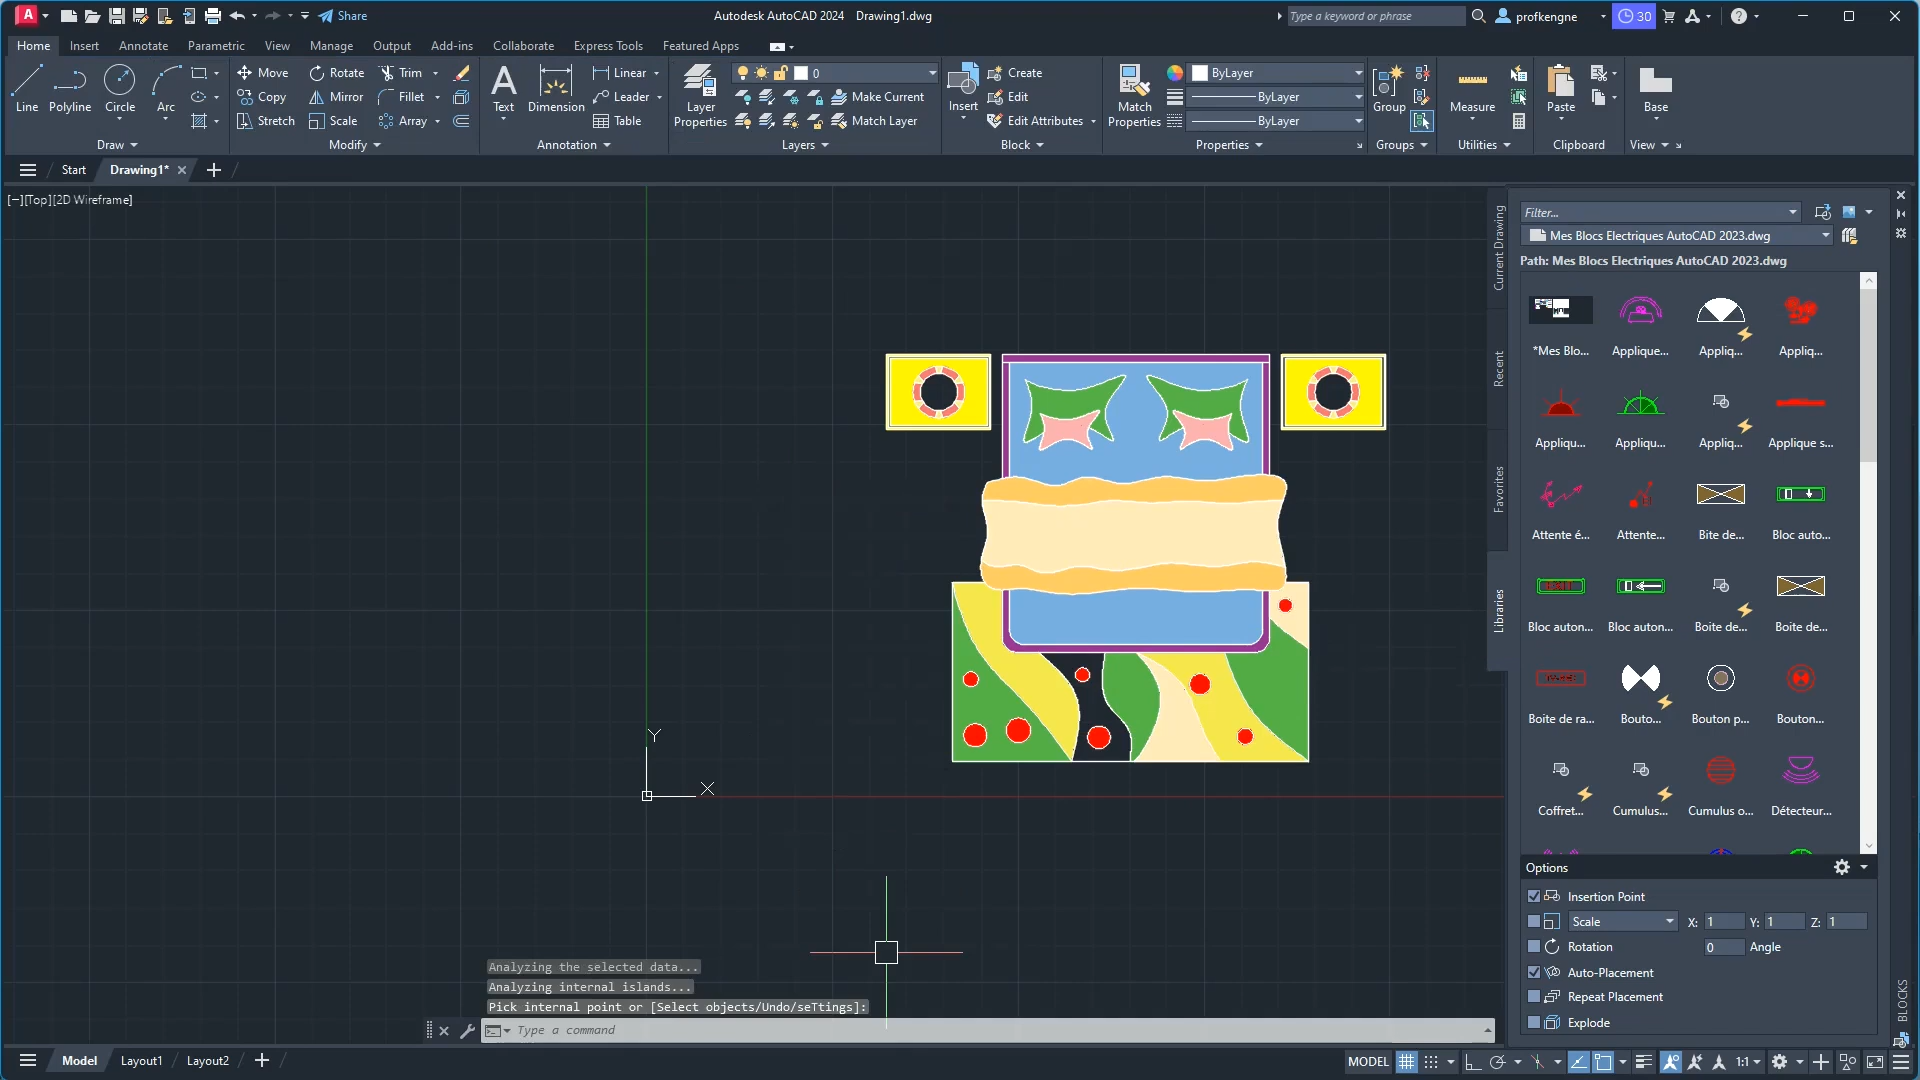 Share
Autodesk AutoCAD 2024 Drawing1.dwg
Type a keyword or phrase
profkengne
30
Home Insert Annotate Parametric View Manage Output Add-ins Collaborate Express Tools Featured Apps
Line Polyline Circle Arc
Draw
Move Rotate Trim
Copy Mirror Fillet
Stretch Scale Array
Modify
Text Dimension
Linear
Leader
Table
Annotation
Layer Properties
0
Make Current
Match Layer
Layers
Insert
Create
Edit
Edit Attributes
Block
Match Properties
ByLayer
ByLayer
ByLayer
Properties
Group
Groups
Measure
Utilities
Paste
Clipboard
Base
View
Start Drawing1*
[−][Top][2D Wireframe]
Y
X
Current Drawing
Recent
Favorites
Libraries
Filter...
Mes Blocs Electriques AutoCAD 2023.dwg
Path: Mes Blocs Electriques AutoCAD 2023.dwg
*Mes Blo... Applique... Appliq... Appliq...
Appliqu... Appliqu... Appliq... Applique s...
Attente é... Attente... Bite de... Bloc auto...
Bloc auton... Bloc auton... Boite de... Boite de...
Boite de ra... Bouto... Bouton p... Bouton...
Coffret... Cumulus... Cumulus o... Détecteur...
Options
Insertion Point
Scale X: 1 Y: 1 Z: 1
Rotation 0 Angle
Auto-Placement
Repeat Placement
Explode
BLOCKS
Analyzing the selected data...
Analyzing internal islands...
Pick internal point or [Select objects/Undo/seTtings]:
Type a command
Model Layout1 Layout2
MODEL
1:1